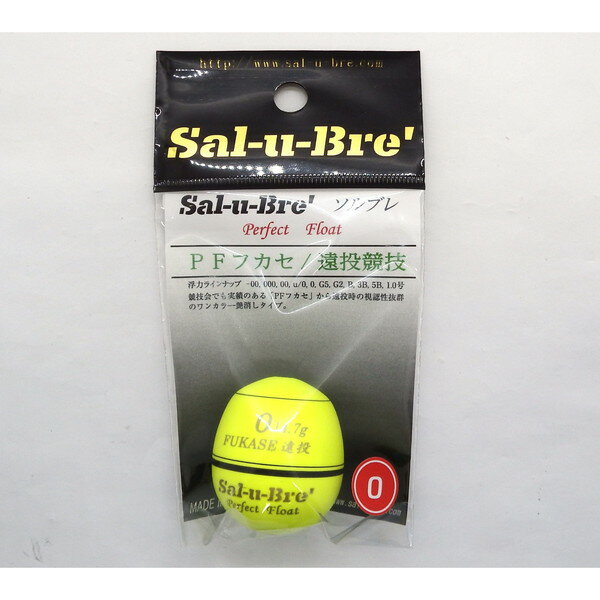 http://www.sal-u-bre.com
Sal-u-Bre'
Sal-u-Bre' ソルブレ
Perfect Float
PFフカセ/遠投競技
浮力ラインナップ -00, 000, 00, u/0, 0, G5, G2, B, 3B, 5B, 1.0号
競技会でも実績のある「PFフカセ」から遠投時の視認性抜群
のワンカラー艶消しタイプ。
0
7g
FUKASE 遠投
Sal-u-Bre'
Perfect Float
0
MADE
.com